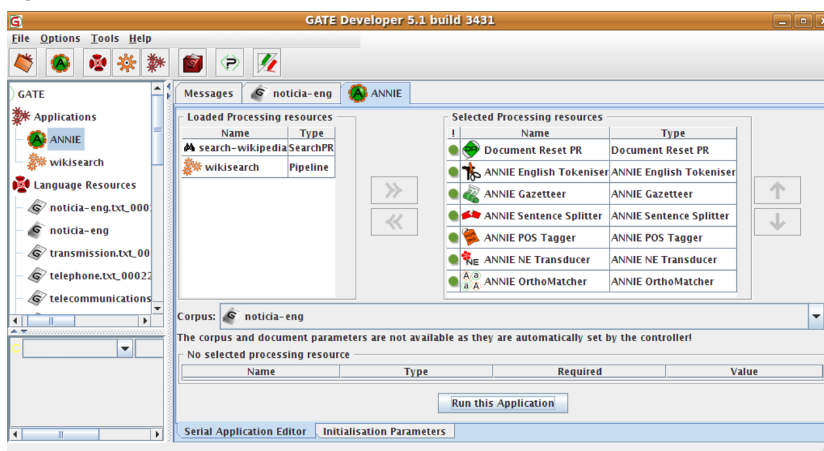 GATE Developer 5.1 build 3431
File Options Tools Help
GATE
Applications
ANNIE
wikisearch
Language Resources
noticia-eng.txt_000
noticia-eng
transmission.txt_00
telephone.txt_00022
telecommunications
Messages noticia-eng ANNIE
Loaded Processing resources
Name Type
search-wikipedia SearchPR
wikisearch Pipeline
Selected Processing resources
! Name Type
Document Reset PR Document Reset PR
ANNIE English Tokeniser ANNIE English Tokeniser
ANNIE Gazetteer ANNIE Gazetteer
ANNIE Sentence Splitter ANNIE Sentence Splitter
ANNIE POS Tagger ANNIE POS Tagger
NE ANNIE NE Transducer ANNIE NE Transducer
ANNIE OrthoMatcher ANNIE OrthoMatcher
Corpus: noticia-eng
The corpus and document parameters are not available as they are automatically set by the controller!
No selected processing resource
Name Type Required Value
Run this Application
Serial Application Editor Initialisation Parameters